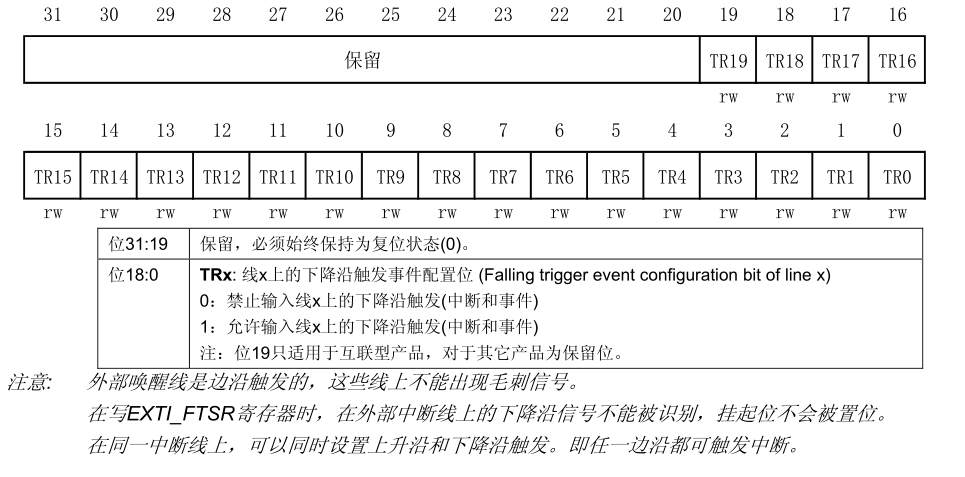 31 30 29 28 27 26 25 24 23 22 21 20 19 18 17 16
保留 TR19 TR18 TR17 TR16
rw rw rw rw
15 14 13 12 11 10 9 8 7 6 5 4 3 2 1 0
TR15 TR14 TR13 TR12 TR11 TR10 TR9 TR8 TR7 TR6 TR5 TR4 TR3 TR2 TR1 TR0
rw rw rw rw rw rw rw rw rw rw rw rw rw rw rw rw
位31:19 保留，必须始终保持为复位状态(0)。
位18:0 TRx: 线x上的下降沿触发事件配置位 (Falling trigger event configuration bit of line x)
0：禁止输入线x上的下降沿触发(中断和事件)
1：允许输入线x上的下降沿触发(中断和事件)
注：位19只适用于互联型产品，对于其它产品为保留位。
注意: 外部唤醒线是边沿触发的，这些线上不能出现毛刺信号。
在写EXTI_FTSR寄存器时，在外部中断线上的下降沿信号不能被识别，挂起位不会被置位。
在同一中断线上，可以同时设置上升沿和下降沿触发。即任一边沿都可触发中断。